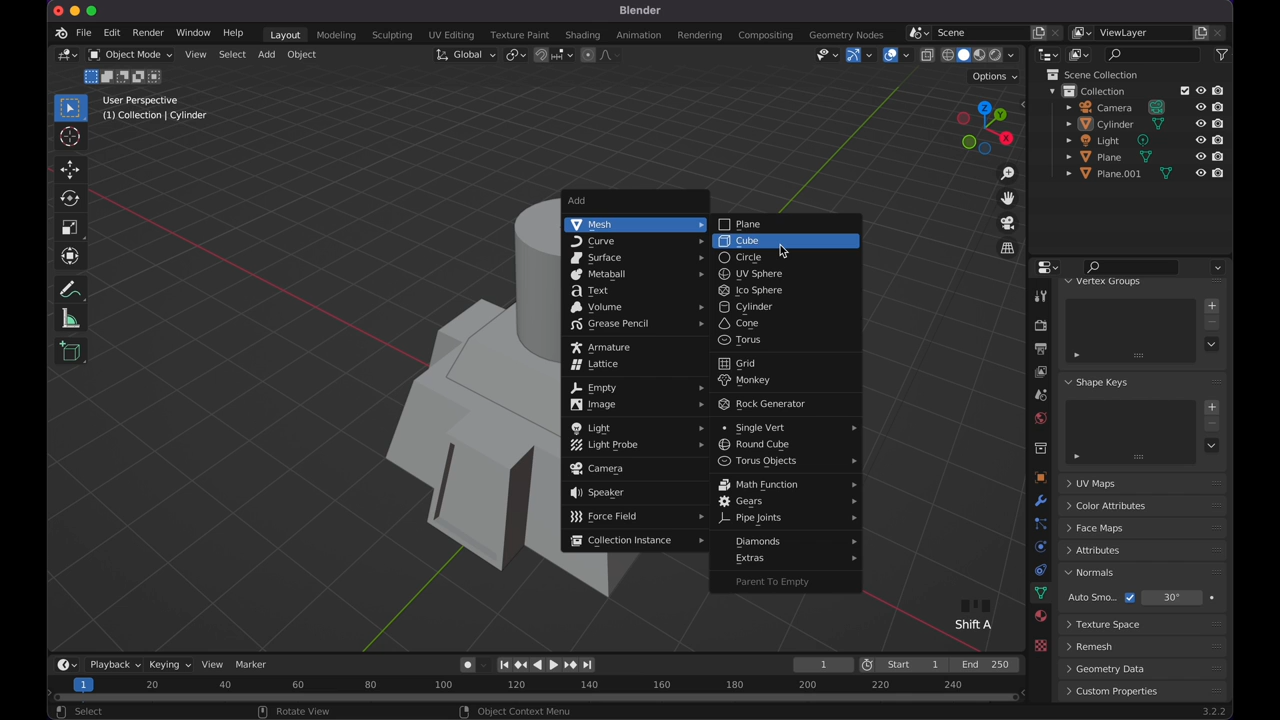 Blender
File Edit Render Window Help Layout Modeling Sculpting UV Editing Texture Paint Shading Animation Rendering Compositing Geometry Nodes Scene ViewLayer
Object Mode View Select Add Object Global
Options
User Perspective
(1) Collection | Cylinder
Z
Y
X
Scene Collection
Collection
Camera
Cylinder
Light
Plane
Plane.001
Add
Mesh
Curve
Surface
Metaball
Text
Volume
Grease Pencil
Armature
Lattice
Empty
Image
Light
Light Probe
Camera
Speaker
Force Field
Collection Instance
Plane
Cube
Circle
UV Sphere
Ico Sphere
Cylinder
Cone
Torus
Grid
Monkey
Rock Generator
Single Vert
Round Cube
Torus Objects
Math Function
Gears
Pipe Joints
Diamonds
Extras
Parent To Empty
Shift A
Vertex Groups
Shape Keys
UV Maps
Color Attributes
Face Maps
Attributes
Normals
Auto Smo... 30°
Texture Space
Remesh
Geometry Data
Custom Properties
Playback Keying View Marker 1 Start 1 End 250
1 20 40 60 80 100 120 140 160 180 200 220 240
Select Rotate View Object Context Menu 3.2.2